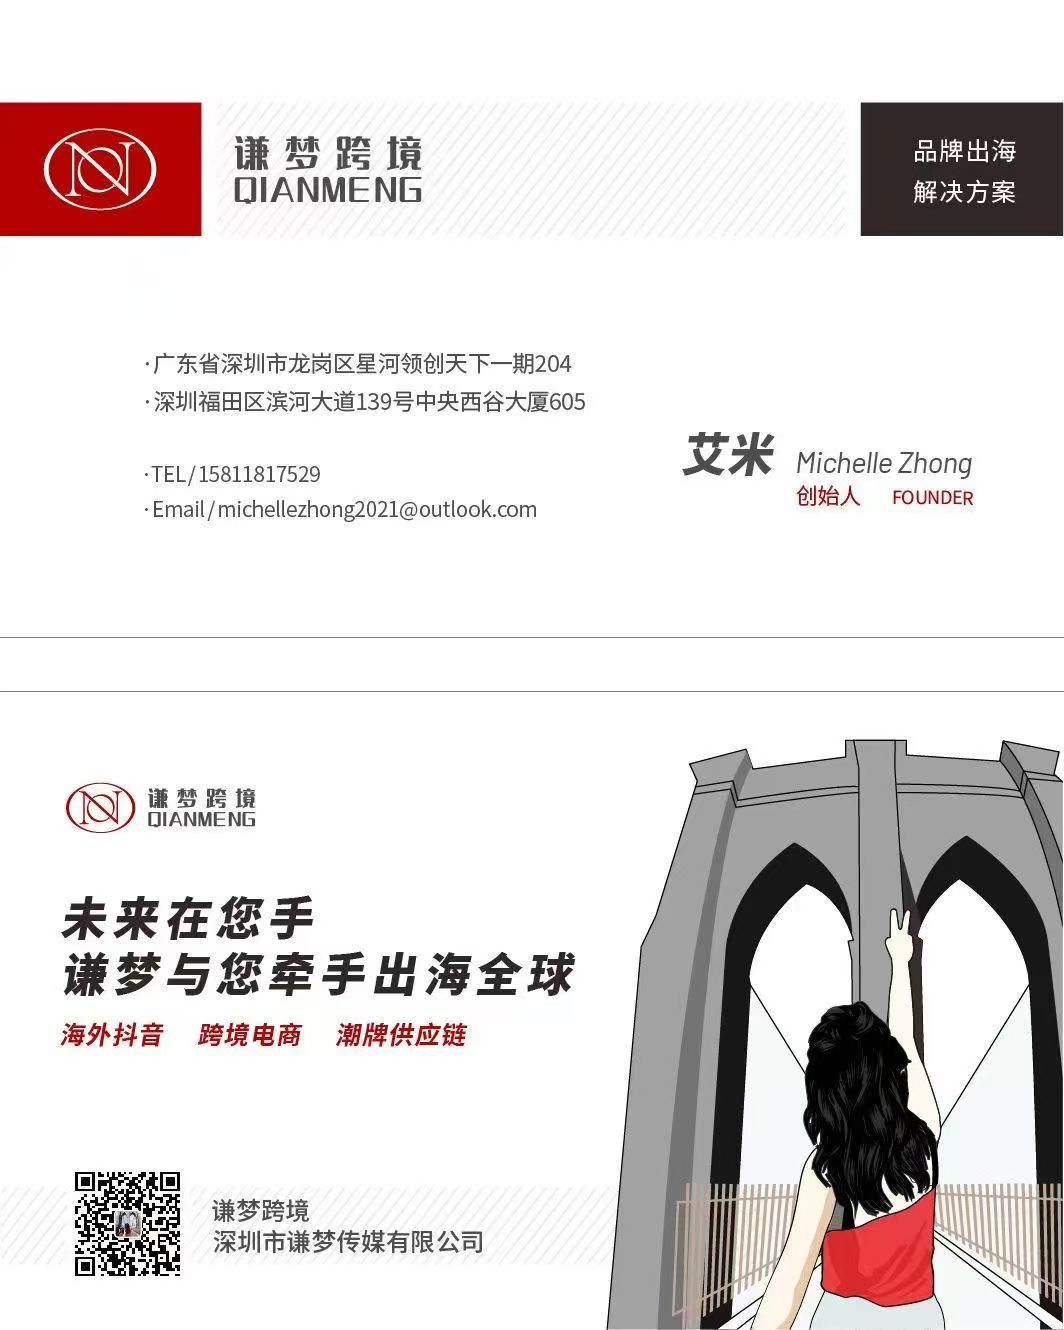 谦梦跨境
QIANMENG
品牌出海
解决方案
·广东省深圳市龙岗区星河领创天下一期204
·深圳福田区滨河大道139号中央西谷大厦605
·TEL/15811817529
·Email/michellezhong2021@outlook.com
艾米 Michelle Zhong
创始人 FOUNDER
谦梦跨境
QIANMENG
未来在您手
谦梦与您牵手出海全球
海外抖音 跨境电商 潮牌供应链
谦梦跨境
深圳市谦梦传媒有限公司